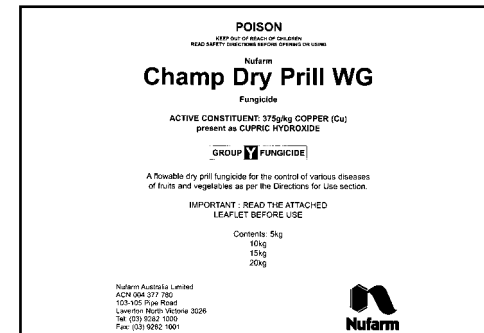 POISON
KEEP OUT OF REACH OF CHILDREN
READ SAFETY DIRECTIONS BEFORE OPENING OR USING
Nufarm
Champ Dry Prill WG
Fungicide
ACTIVE CONSTITUENT: 375g/kg COPPER (Cu)
present as CUPRIC HYDROXIDE
GROUP Y FUNGICIDE
A flowable dry prill fungicide for the control of various diseases
of fruits and vegetables as per the Directions for Use section.
IMPORTANT : READ THE ATTACHED
LEAFLET BEFORE USE
Contents: 5kg
10kg
15kg
20kg
Nufarm Australia Limited
ACN 004 377 780
103-105 Pipe Road
Laverton North Victoria 3026
Tel: (03) 9282 1000
Fax: (03) 9282 1001
Nufarm